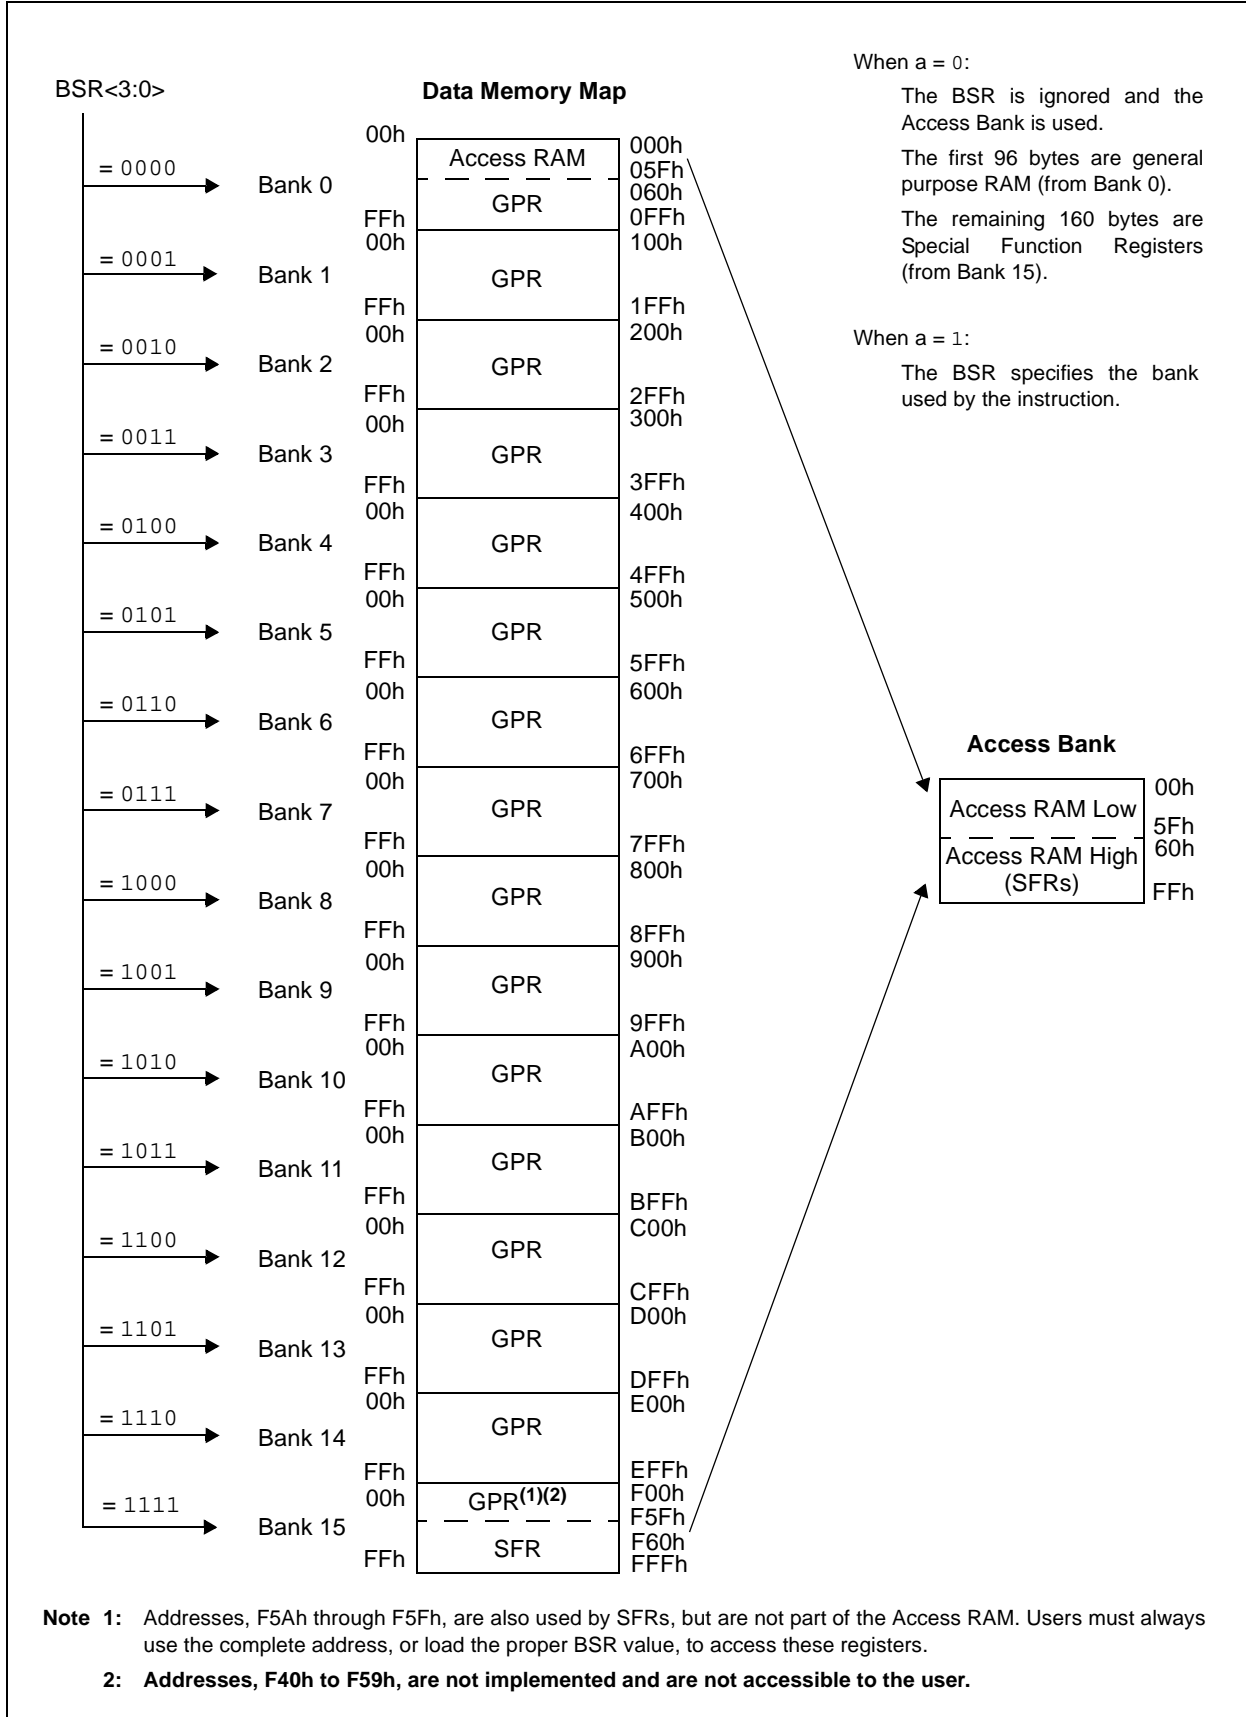 BSR<3:0>
Data Memory Map
When a = 0:
The BSR is ignored and the
Access Bank is used.
The first 96 bytes are general
purpose RAM (from Bank 0).
The remaining 160 bytes are
Special Function Registers
(from Bank 15).
When a = 1:
The BSR specifies the bank
used by the instruction.
= 0000
Bank 0
00h
Access RAM
000h
05Fh
GPR
060h
FFh
0FFh
= 0001
Bank 1
00h
GPR
100h
FFh
1FFh
= 0010
Bank 2
00h
GPR
200h
FFh
2FFh
= 0011
Bank 3
00h
GPR
300h
FFh
3FFh
= 0100
Bank 4
00h
GPR
400h
FFh
4FFh
= 0101
Bank 5
00h
GPR
500h
FFh
5FFh
= 0110
Bank 6
00h
GPR
600h
FFh
6FFh
= 0111
Bank 7
00h
GPR
700h
FFh
7FFh
= 1000
Bank 8
00h
GPR
800h
FFh
8FFh
= 1001
Bank 9
00h
GPR
900h
FFh
9FFh
= 1010
Bank 10
00h
GPR
A00h
FFh
AFFh
= 1011
Bank 11
00h
GPR
B00h
FFh
BFFh
= 1100
Bank 12
00h
GPR
C00h
FFh
CFFh
= 1101
Bank 13
00h
GPR
D00h
FFh
DFFh
= 1110
Bank 14
00h
GPR
E00h
FFh
EFFh
= 1111
Bank 15
00h
GPR(1)(2)
F00h
F5Fh
SFR
F60h
FFh
FFFh
Access Bank
Access RAM Low
00h
5Fh
Access RAM High
(SFRs)
60h
FFh
Note 1: Addresses, F5Ah through F5Fh, are also used by SFRs, but are not part of the Access RAM. Users must always
use the complete address, or load the proper BSR value, to access these registers.
2: Addresses, F40h to F59h, are not implemented and are not accessible to the user.